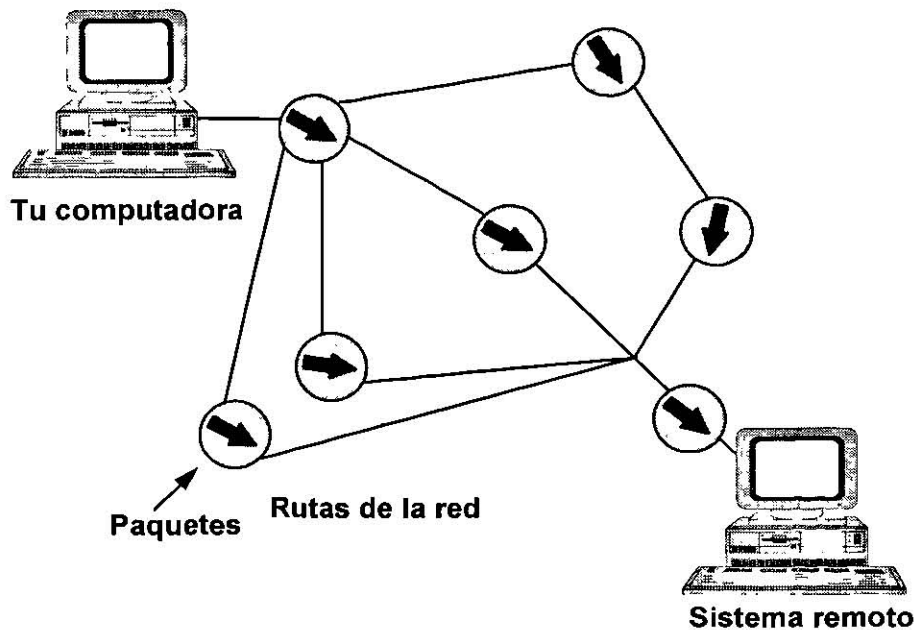 Tu computadora
Paquetes
Rutas de la red
Sistema remoto